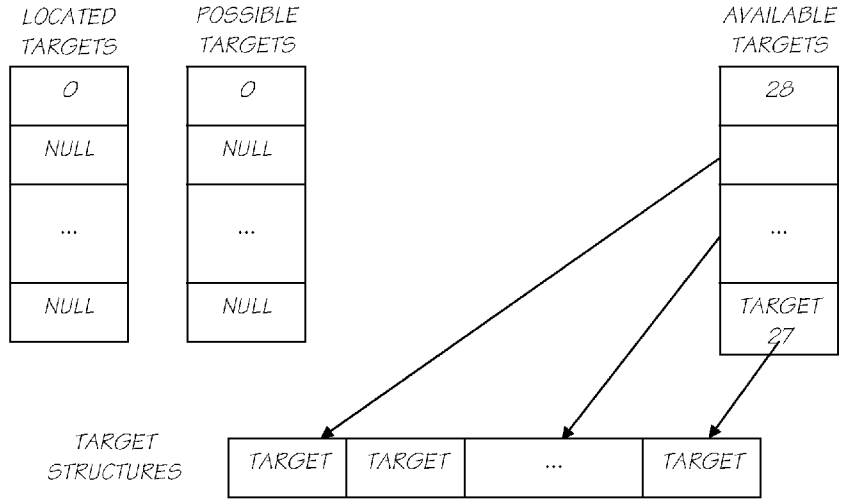 LOCATED
TARGETS
POSSIBLE
TARGETS
AVAILABLE
TARGETS
0
0
28
NULL
NULL
...
...
...
NULL
NULL
TARGET
27
TARGET
STRUCTURES
TARGET
TARGET
...
TARGET